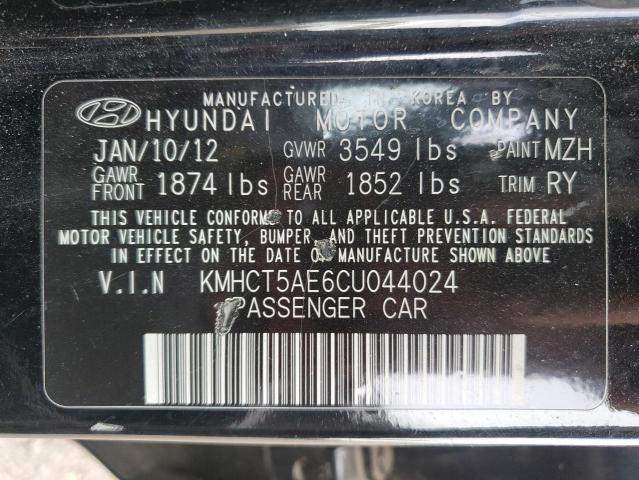 MANUFACTURED IN KOREA BY
HYUNDAI MOTOR COMPANY
JAN/10/12 GVWR 3549 lbs PAINT MZH
GAWR FRONT 1874 lbs GAWR REAR 1852 lbs TRIM RY
THIS VEHICLE CONFORMS TO ALL APPLICABLE U.S.A. FEDERAL
MOTOR VEHICLE SAFETY, BUMPER, AND THEFT PREVENTION STANDARDS
IN EFFECT ON THE DATE OF MANUFACTURE SHOWN ABOVE
V.I.N KMHCT5AE6CU044024
PASSENGER CAR